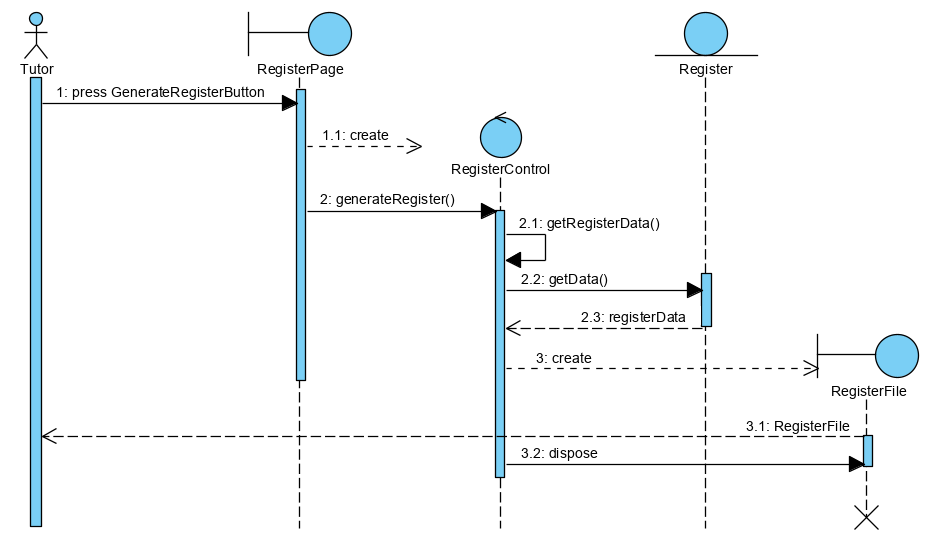 Tutor
RegisterPage
Register
1: press GenerateRegisterButton
1.1: create
RegisterControl
2: generateRegister()
2.1: getRegisterData()
2.2: getData()
2.3: registerData
3: create
RegisterFile
3.1: RegisterFile
3.2: dispose